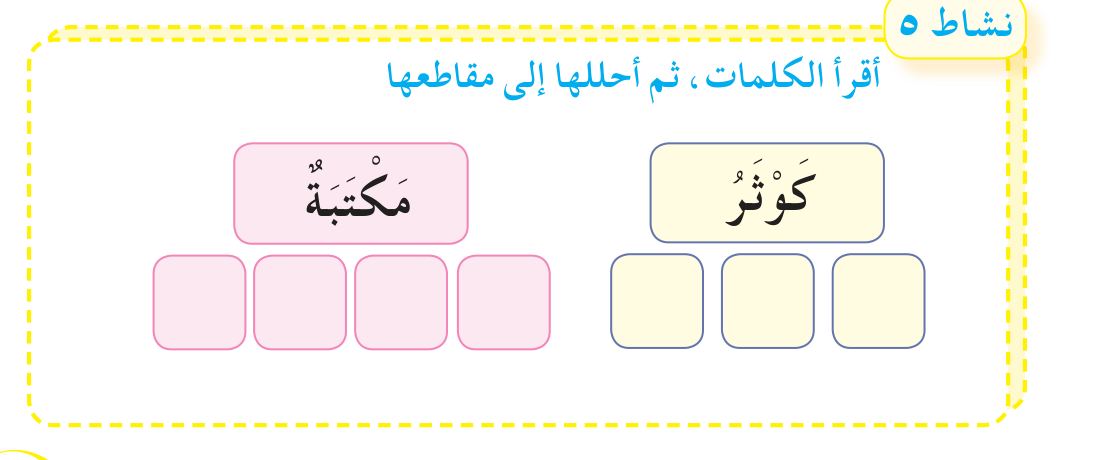 نشاط ٥
أقرأ الكلمات، ثم أحللها إلى مقاطعها
كَوْثَرُ
مَكْتَبَةٌ